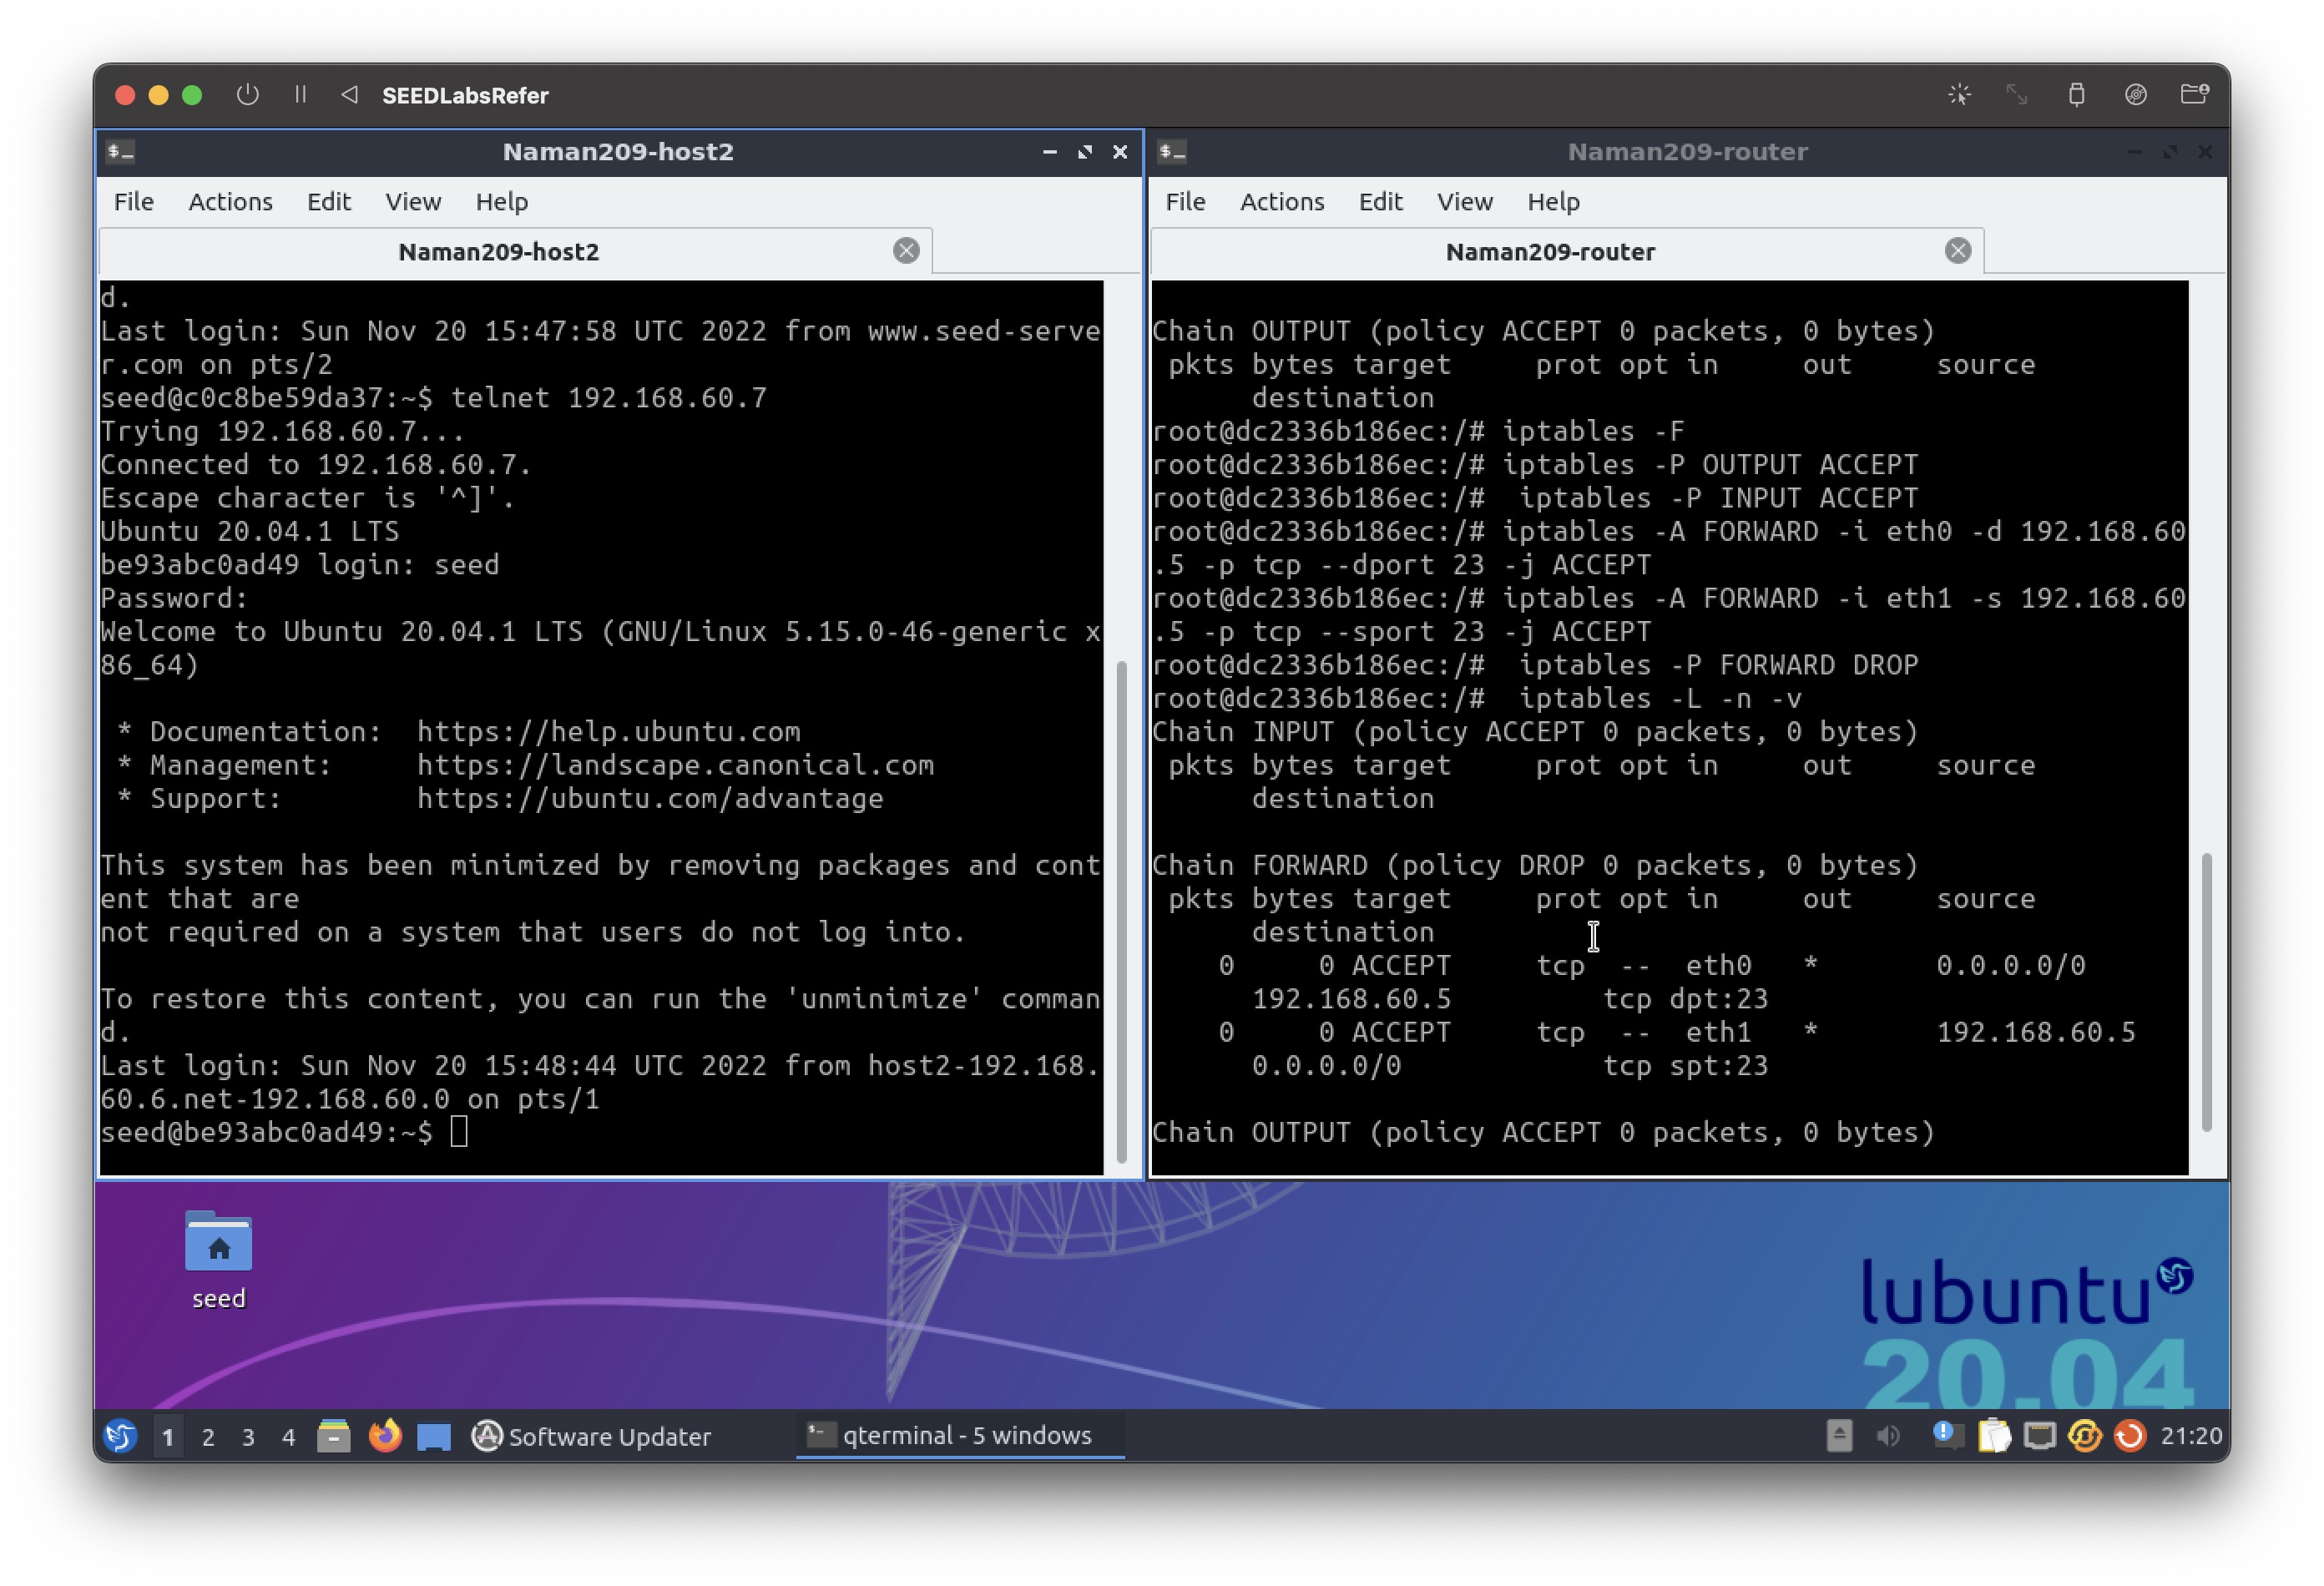 SEEDLabsRefer
Naman209-host2
File Actions Edit View Help
Naman209-host2
d.
Last login: Sun Nov 20 15:47:58 UTC 2022 from www.seed-serve
r.com on pts/2
seed@c0c8be59da37:~$ telnet 192.168.60.7
Trying 192.168.60.7...
Connected to 192.168.60.7.
Escape character is '^]'.
Ubuntu 20.04.1 LTS
be93abc0ad49 login: seed
Password:
Welcome to Ubuntu 20.04.1 LTS (GNU/Linux 5.15.0-46-generic x
86_64)
 * Documentation:  https://help.ubuntu.com
 * Management:     https://landscape.canonical.com
 * Support:        https://ubuntu.com/advantage
This system has been minimized by removing packages and cont
ent that are
not required on a system that users do not log into.
To restore this content, you can run the 'unminimize' comman
d.
Last login: Sun Nov 20 15:48:44 UTC 2022 from host2-192.168.
60.6.net-192.168.60.0 on pts/1
seed@be93abc0ad49:~$
Naman209-router
File Actions Edit View Help
Naman209-router
Chain OUTPUT (policy ACCEPT 0 packets, 0 bytes)
 pkts bytes target     prot opt in     out     source
      destination
root@dc2336b186ec:/# iptables -F
root@dc2336b186ec:/# iptables -P OUTPUT ACCEPT
root@dc2336b186ec:/#  iptables -P INPUT ACCEPT
root@dc2336b186ec:/# iptables -A FORWARD -i eth0 -d 192.168.60
.5 -p tcp --dport 23 -j ACCEPT
root@dc2336b186ec:/# iptables -A FORWARD -i eth1 -s 192.168.60
.5 -p tcp --sport 23 -j ACCEPT
root@dc2336b186ec:/#  iptables -P FORWARD DROP
root@dc2336b186ec:/#  iptables -L -n -v
Chain INPUT (policy ACCEPT 0 packets, 0 bytes)
 pkts bytes target     prot opt in     out     source
      destination
Chain FORWARD (policy DROP 0 packets, 0 bytes)
 pkts bytes target     prot opt in     out     source
      destination
    0     0 ACCEPT     tcp  --  eth0   *       0.0.0.0/0
      192.168.60.5         tcp dpt:23
    0     0 ACCEPT     tcp  --  eth1   *       192.168.60.5
      0.0.0.0/0            tcp spt:23
Chain OUTPUT (policy ACCEPT 0 packets, 0 bytes)
seed
lubuntu
20.04
1 2 3 4 Software Updater qterminal - 5 windows 21:20